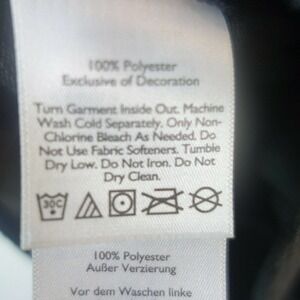 100% Polyester
Exclusive of Decoration
Turn Garment Inside Out. Machine
Wash Cold Separately. Only Non-
Chlorine Bleach As Needed. Do
Not Use Fabric Softeners. Tumble
Dry Low. Do Not Iron. Do Not
Dry Clean.
30C
100% Polyester
Außer Verzierung
Vor dem Waschen linke